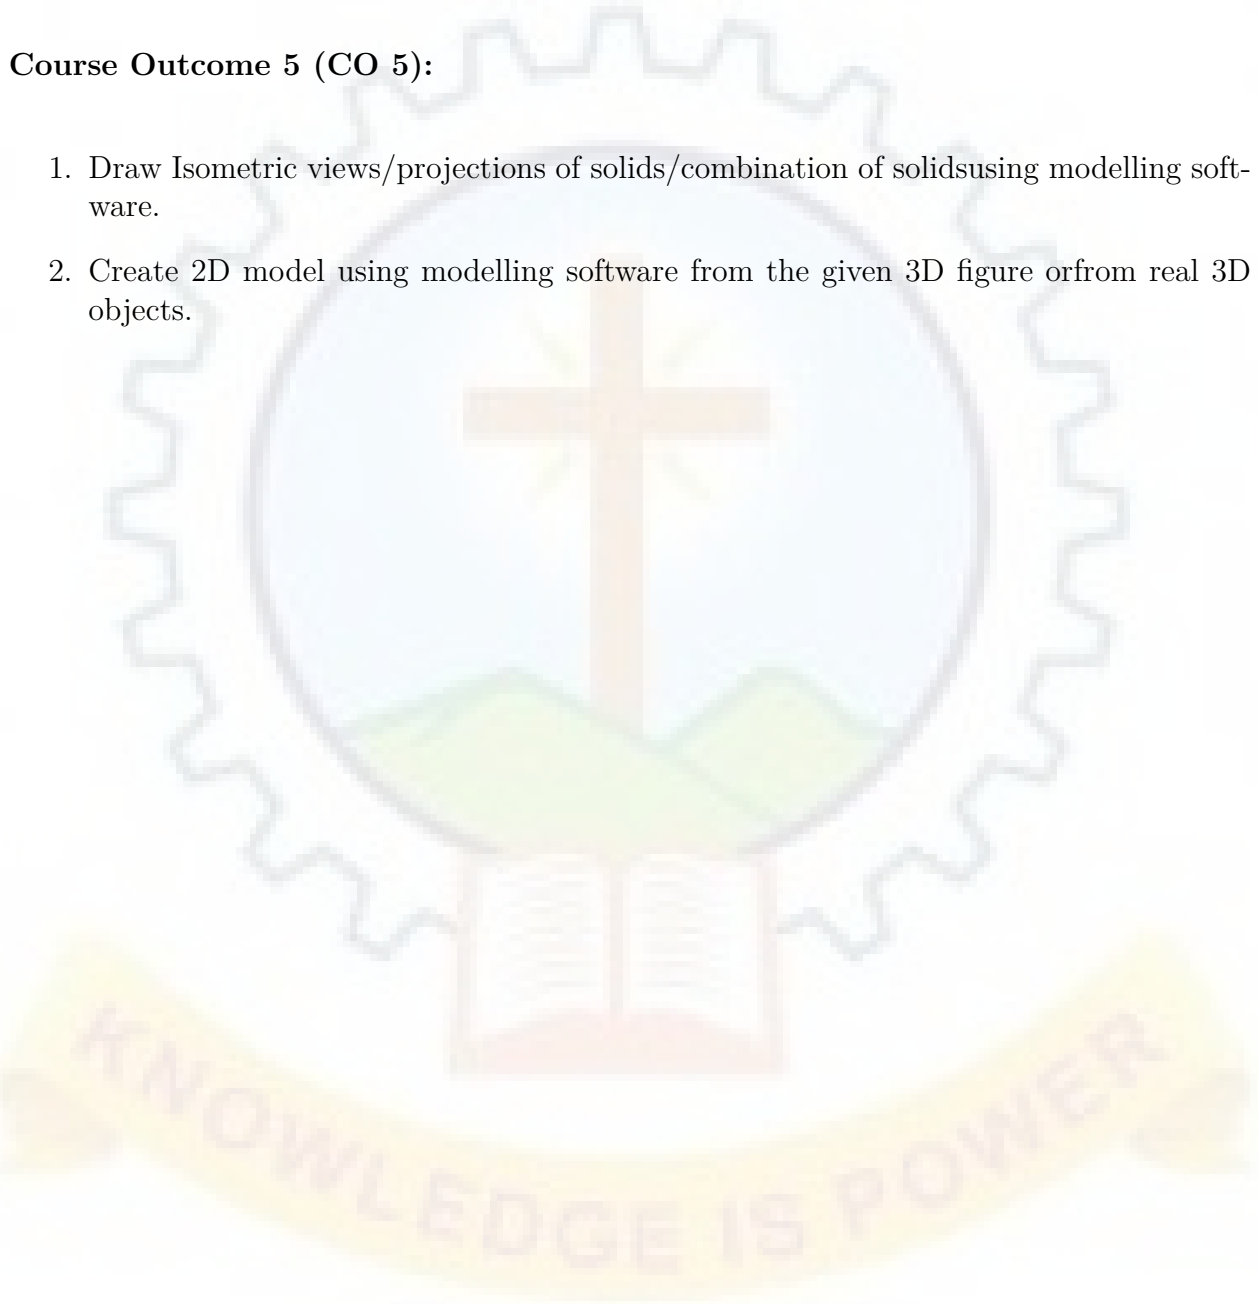 Course Outcome 5 (CO 5):
1. Draw Isometric views/projections of solids/combination of solidsusing modelling soft-
ware.
2. Create 2D model using modelling software from the given 3D figure orfrom real 3D
objects.
KNOWLEDGE IS POWER